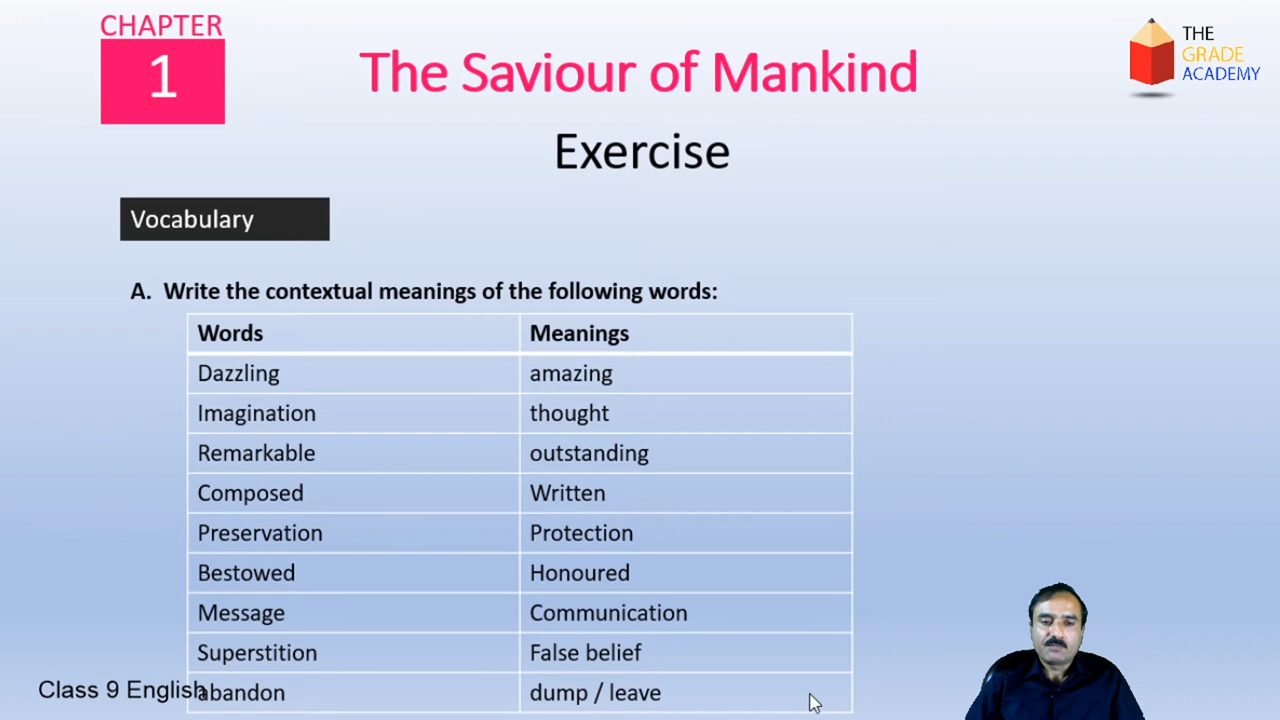 CHAPTER
1
The Saviour of Mankind
THE
GRADE
ACADEMY
Exercise
Vocabulary
A. Write the contextual meanings of the following words:
Words Meanings
Dazzling amazing
Imagination thought
Remarkable outstanding
Composed Written
Preservation Protection
Bestowed Honoured
Message Communication
Superstition False belief
abandon dump / leave
Class 9 English